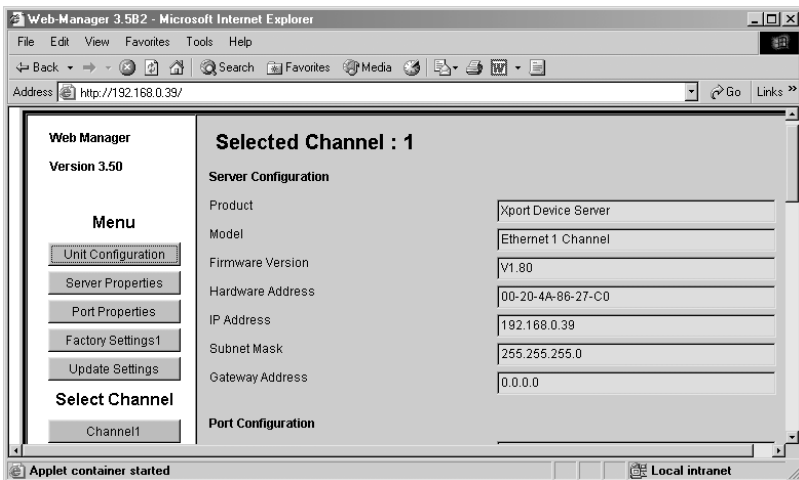 Web-Manager 3.5B2 - Microsoft Internet Explorer
File Edit View Favorites Tools Help
Back Search Favorites Media
Address http://192.168.0.39/ Go Links »
Web Manager
Version 3.50
Menu
Unit Configuration
Server Properties
Port Properties
Factory Settings1
Update Settings
Select Channel
Channel1
Selected Channel : 1
Server Configuration
Product Xport Device Server
Model Ethernet 1 Channel
Firmware Version V1.80
Hardware Address 00-20-4A-86-27-C0
IP Address 192.168.0.39
Subnet Mask 255.255.255.0
Gateway Address 0.0.0.0
Port Configuration
Applet container started Local intranet